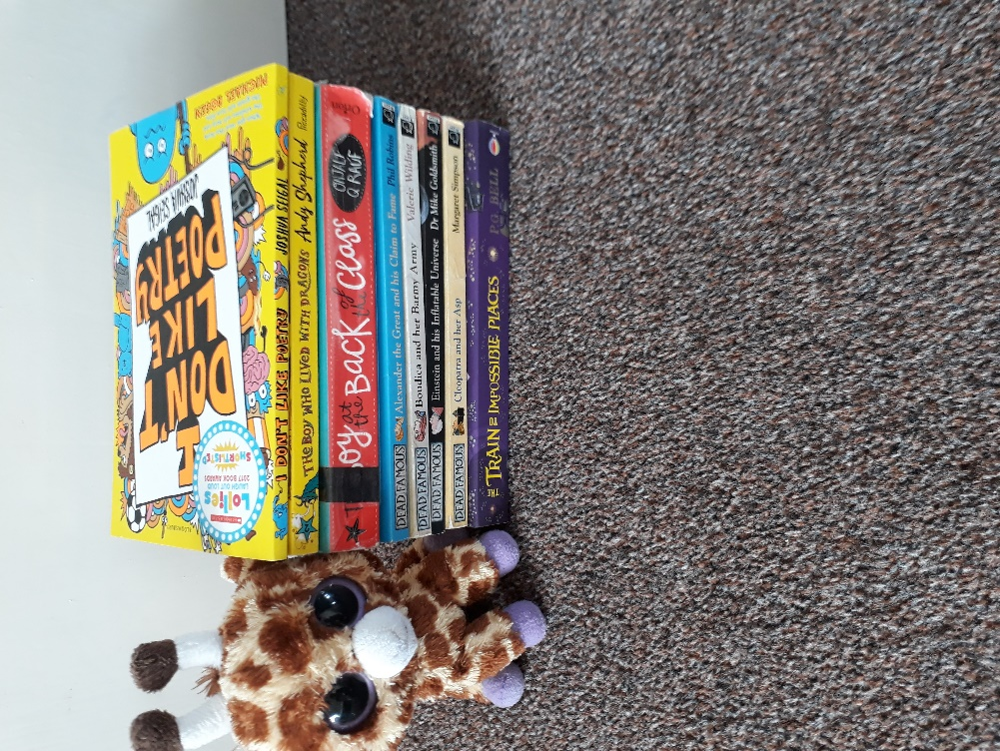 MICHAEL ROSEN
JOSHUA SEIGAL
I
DON'T
LIKE
POETRY
Lollies
LAUGH OUT LOUD
2017 BOOK AWARDS
SHORTLISTED
I DON'T LIKE POETRY JOSHUA SEIGAL
THE BOY WHO LIVED WITH DRAGONS Andy Shepherd Piccadilly
Boy at the BACK of the Class ONJALI Q RAUF Orion
DEAD FAMOUS Alexander the Great and his Claim to Fame Phil Robins
DEAD FAMOUS Boudica and her Barmy Army Valerie Wilding
DEAD FAMOUS Einstein and his Inflatable Universe Dr Mike Goldsmith
DEAD FAMOUS Cleopatra and her Asp Margaret Simpson
THE TRAIN TO IMPOSSIBLE PLACES P.G. BELL